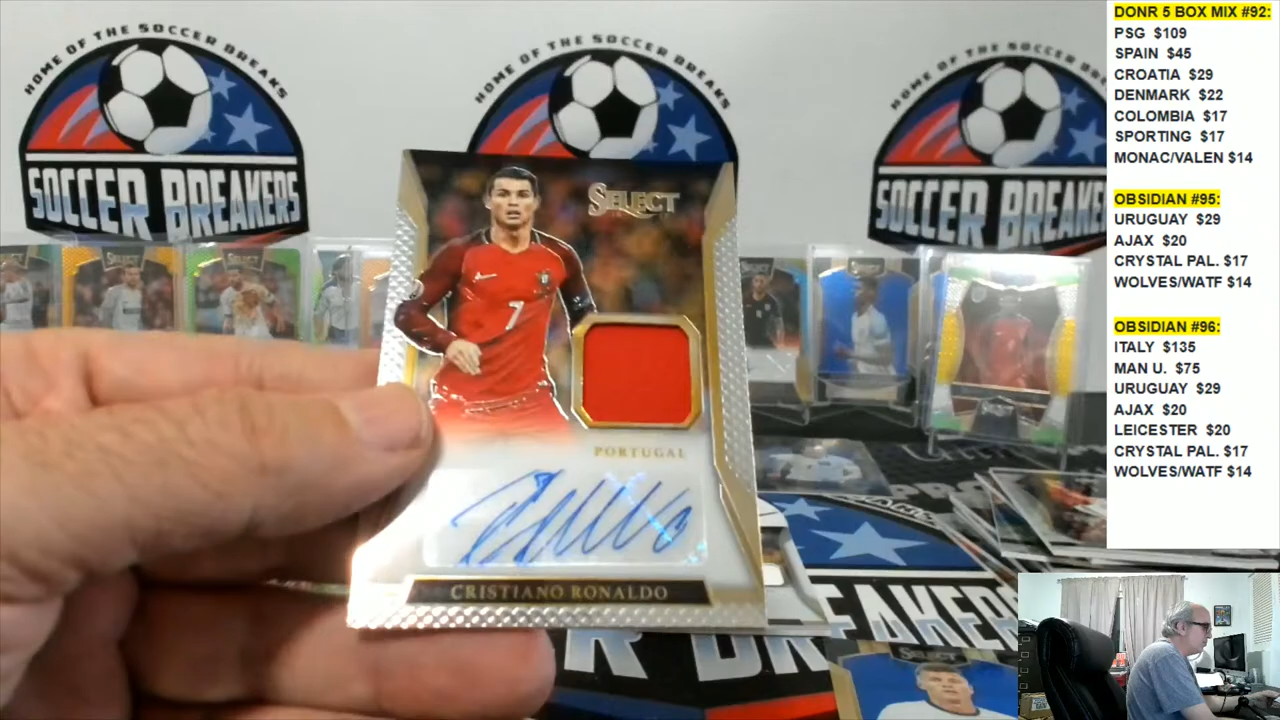 HOME OF THE SOCCER BREAKS
SOCCER BREAKERS
HOME OF THE SOCCER BREAKS
HOME OF THE SOCCER BREA
SOCCER BREAKERS
SELECT
7
PORTUGAL
CRISTIANO RONALDO
SELECT
DONR 5 BOX MIX #92:
PSG $109
SPAIN $45
CROATIA $29
DENMARK $22
COLOMBIA $17
SPORTING $17
MONAC/VALEN $14
OBSIDIAN #95:
URUGUAY $29
AJAX $20
CRYSTAL PAL. $17
WOLVES/WATF $14
OBSIDIAN #96:
ITALY $135
MAN U. $75
URUGUAY $29
AJAX $20
LEICESTER $20
CRYSTAL PAL. $17
WOLVES/WATF $14